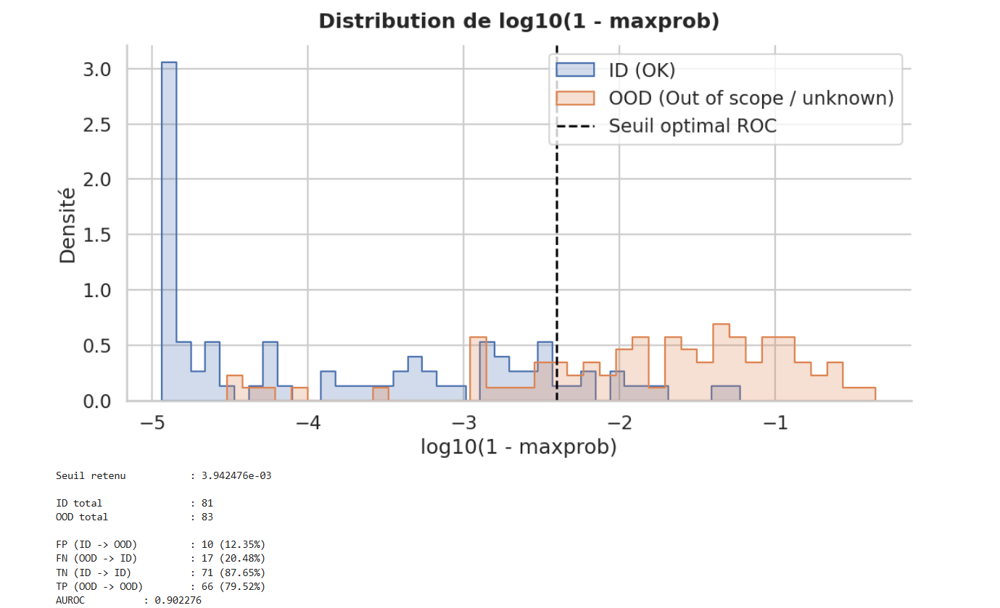 Distribution de log10(1 - maxprob)
ID (OK)
OOD (Out of scope / unknown)
Seuil optimal ROC
Densité
3.0
2.5
2.0
1.5
1.0
0.5
0.0
−5 −4 −3 −2 −1
log10(1 - maxprob)
Seuil retenu : 3.942476e-03
ID total : 81
OOD total : 83
FP (ID -> OOD) : 10 (12.35%)
FN (OOD -> ID) : 17 (20.48%)
TN (ID -> ID) : 71 (87.65%)
TP (OOD -> OOD) : 66 (79.52%)
AUROC : 0.902276